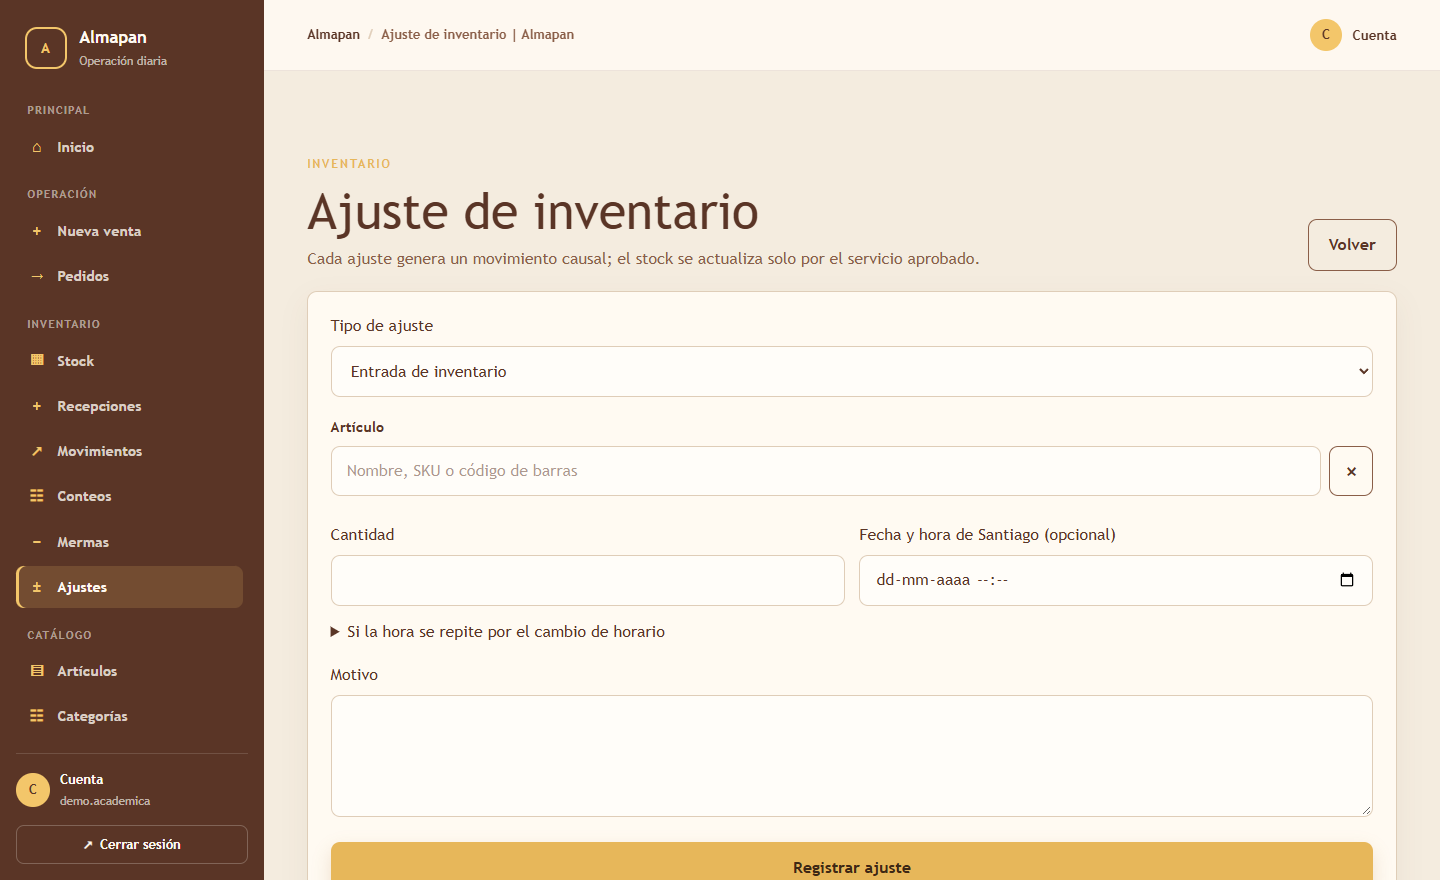 A
Almapan
Operación diaria
PRINCIPAL
Inicio
OPERACIÓN
+ Nueva venta
→ Pedidos
INVENTARIO
Stock
+ Recepciones
↗ Movimientos
Conteos
− Mermas
± Ajustes
CATÁLOGO
Artículos
Categorías
C
Cuenta
demo.academica
↗ Cerrar sesión
Almapan / Ajuste de inventario | Almapan
C Cuenta
INVENTARIO
Ajuste de inventario
Cada ajuste genera un movimiento causal; el stock se actualiza solo por el servicio aprobado.
Volver
Tipo de ajuste
Entrada de inventario
Artículo
Nombre, SKU o código de barras
×
Cantidad
Fecha y hora de Santiago (opcional)
dd-mm-aaaa --:--
Si la hora se repite por el cambio de horario
Motivo
Registrar ajuste